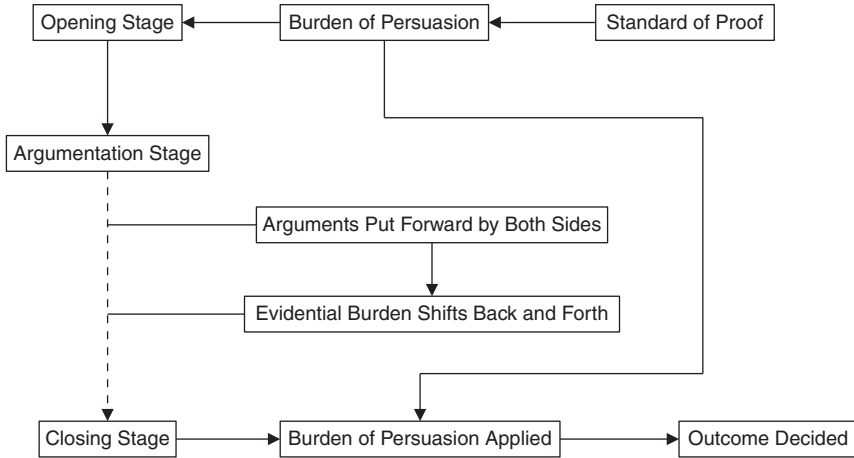 Opening Stage
Burden of Persuasion
Standard of Proof
Argumentation Stage
Arguments Put Forward by Both Sides
Evidential Burden Shifts Back and Forth
Closing Stage
Burden of Persuasion Applied
Outcome Decided